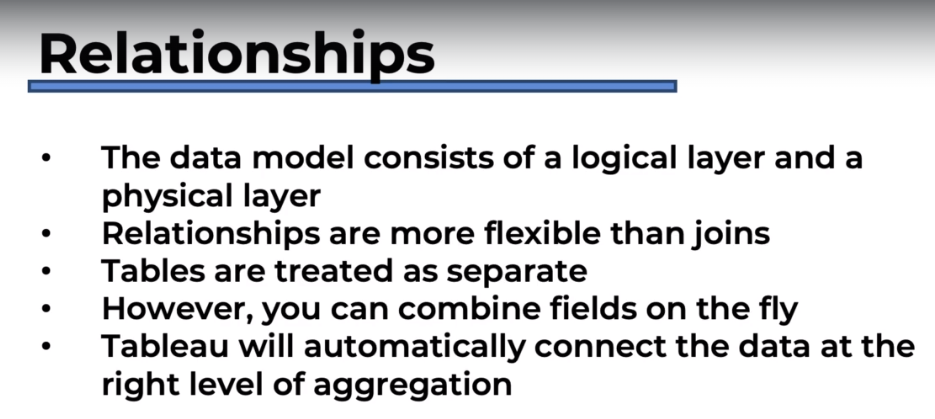 Relationships
• The data model consists of a logical layer and a
physical layer
• Relationships are more flexible than joins
• Tables are treated as separate
• However, you can combine fields on the fly
• Tableau will automatically connect the data at the
right level of aggregation